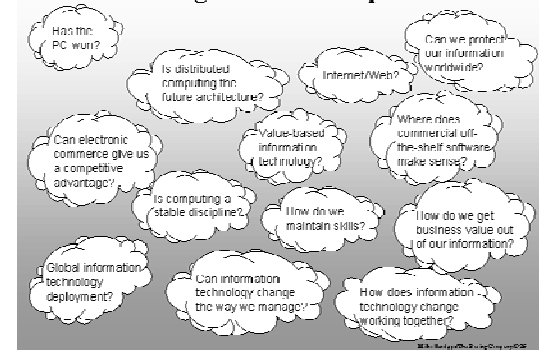 Has the
PC won?
Is distributed
computing the
future architecture?
Internet/Web?
Can we protect
our information
worldwide?
Can electronic
commerce give us
a competitive
advantage?
Value-based
information
technology?
Where does
commercial off-
the-shelf software
make sense?
Is computing a
stable discipline?
How do we
maintain skills?
How do we get
business value out
of our information?
Global information
technology
deployment?
Can information
technology change
the way we manage?
How does information
technology change
working together?